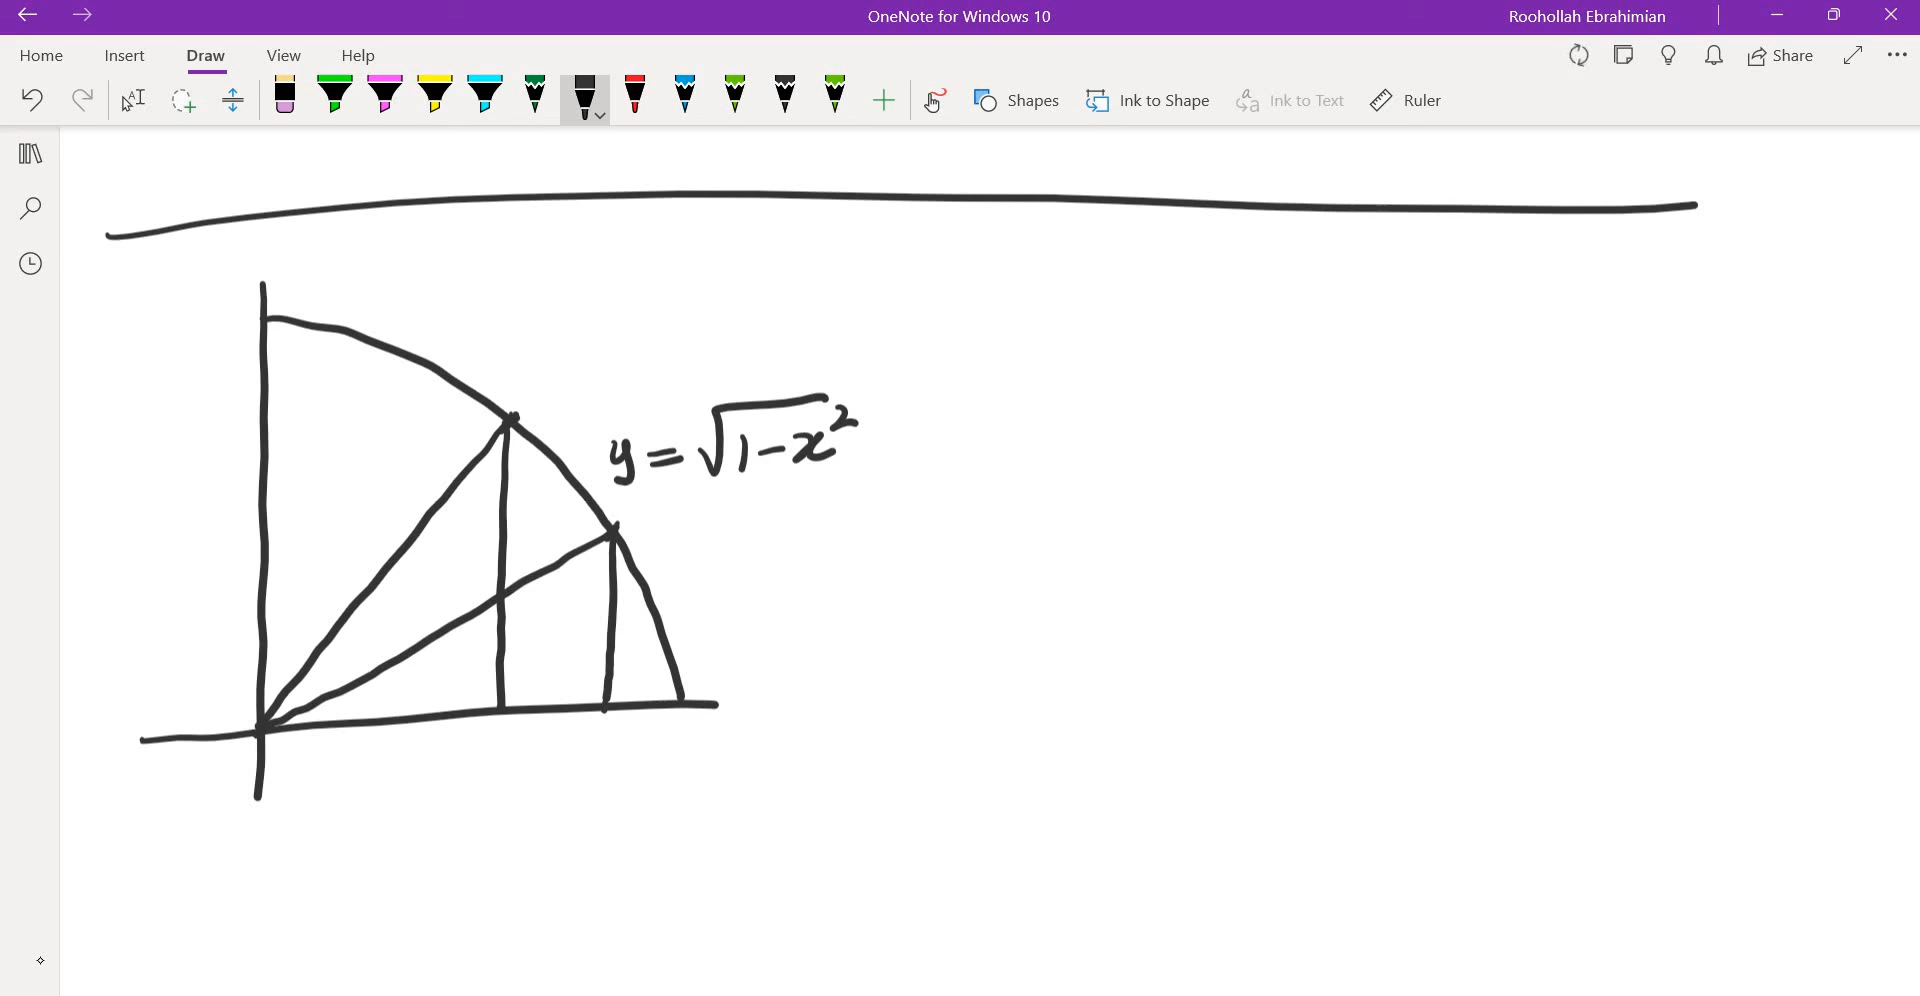 OneNote for Windows 10
Roohollah Ebrahimian
Home Insert Draw View Help
Share
Shapes Ink to Shape Ink to Text Ruler
y = √1-x²